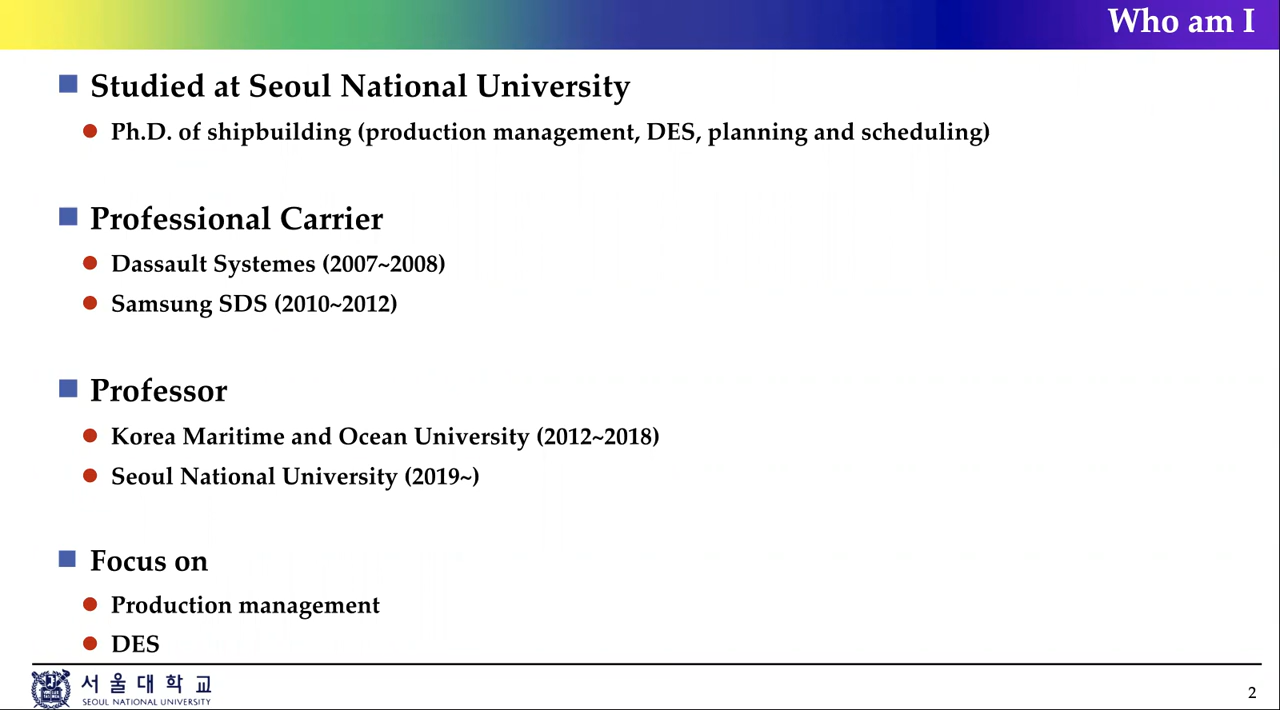 Who am I
Studied at Seoul National University
Ph.D. of shipbuilding (production management, DES, planning and scheduling)
Professional Carrier
Dassault Systemes (2007~2008)
Samsung SDS (2010~2012)
Professor
Korea Maritime and Ocean University (2012~2018)
Seoul National University (2019~)
Focus on
Production management
DES
서울대학교
SEOUL NATIONAL UNIVERSITY
2